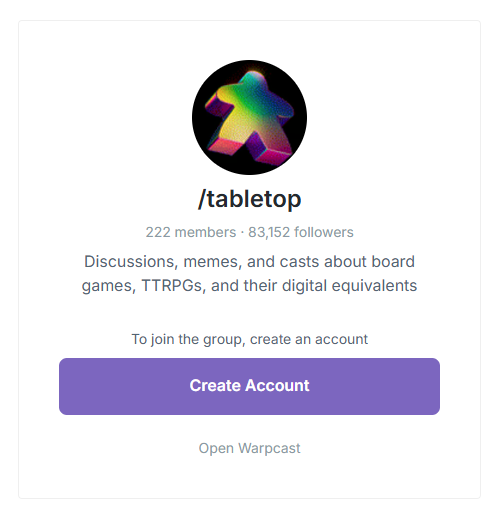 /tabletop
222 members · 83,152 followers
Discussions, memes, and casts about board
games, TTRPGs, and their digital equivalents
To join the group, create an account
Create Account
Open Warpcast